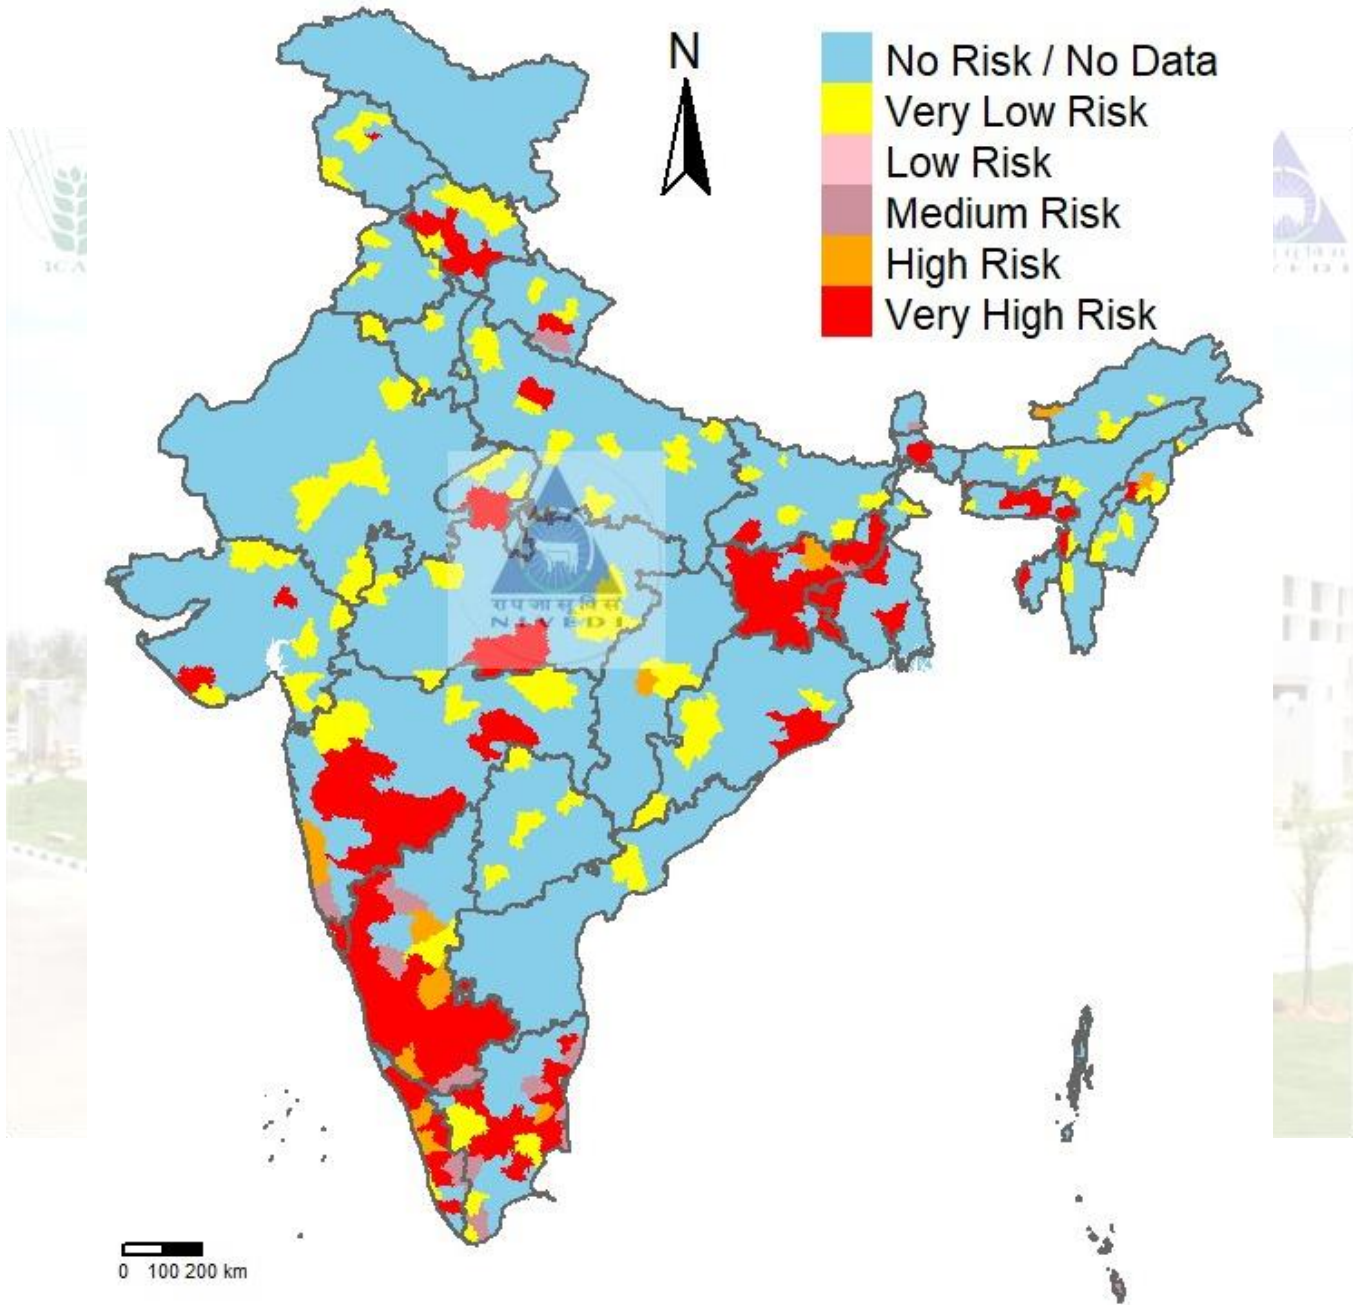 N
No Risk / No Data
Very Low Risk
Low Risk
Medium Risk
High Risk
Very High Risk
NIVEDI
0 100 200 km